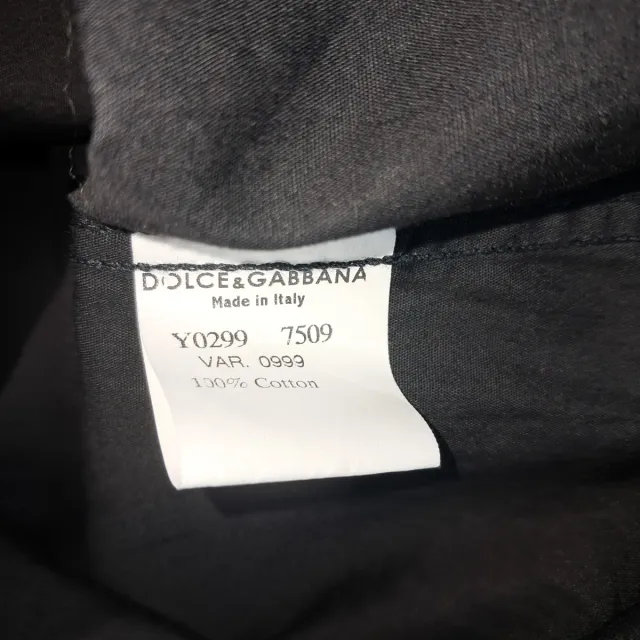 DOLCE&GABBANA
Made in Italy
Y0299 7509
VAR. 0999
100% Cotton